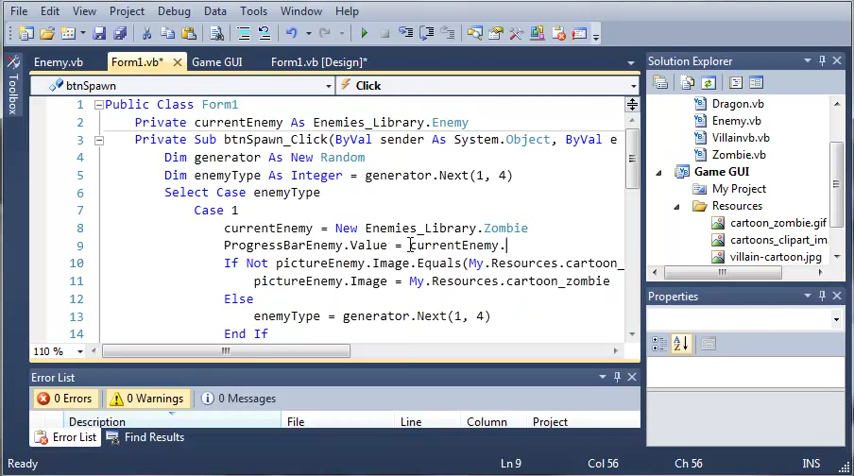 File Edit View Project Debug Data Tools Window Help
Enemy.vb Form1.vb* Game GUI Form1.vb [Design]*
btnSpawn Click
Toolbox
1 Public Class Form1
2 Private currentEnemy As Enemies_Library.Enemy
3 Private Sub btnSpawn_Click(ByVal sender As System.Object, ByVal e
4 Dim generator As New Random
5 Dim enemyType As Integer = generator.Next(1, 4)
6 Select Case enemyType
7 Case 1
8 currentEnemy = New Enemies_Library.Zombie
9 ProgressBarEnemy.Value = currentEnemy.
10 If Not pictureEnemy.Image.Equals(My.Resources.cartoon_
11 pictureEnemy.Image = My.Resources.cartoon_zombie
12 Else
13 enemyType = generator.Next(1, 4)
14 End If
110 %
Error List
0 Errors 0 Warnings 0 Messages
Description File Line Column Project
Error List Find Results
Solution Explorer
Dragon.vb
Enemy.vb
Villainvb.vb
Zombie.vb
Game GUI
My Project
Resources
cartoon_zombie.gif
cartoons_clipart_im
villain-cartoon.jpg
Properties
Ready Ln 9 Col 56 Ch 56 INS